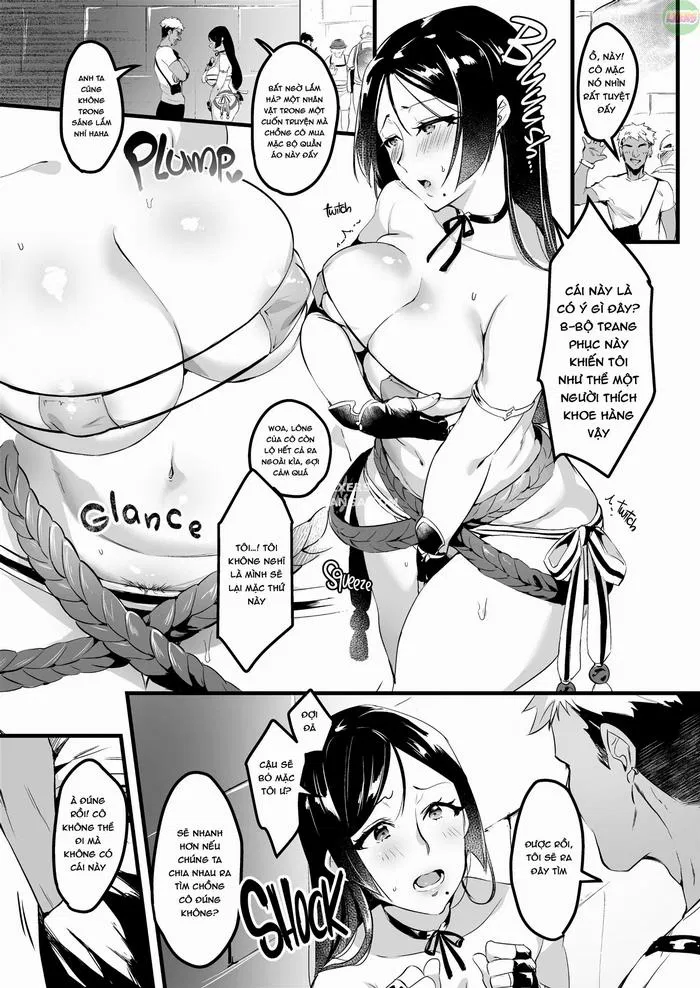 Ồ, NÀY!
CÔ MẶC
NÓ NHÌN
RẤT TUYỆT
ĐẤY
Bluuush...
BẤT NGỜ LẮM
HẢ? MỘT NHÂN
VẬT TRONG MỘT
CUỐN TRUYỆN MÀ
CHỒNG CÔ MUA
MẶC BỘ QUẦN
ÁO NÀY ĐẤY
ANH TA
CŨNG
KHÔNG
TRONG
SÁNG LẮM
NHÍ HAHA
PLUMP
twitch
CÁI NÀY LÀ
CÓ Ý GÌ ĐÂY?
B-BỘ TRANG
PHỤC NÀY
KHIẾN TÔI
NHƯ THỂ MỘT
NGƯỜI THÍCH
KHOE HÀNG
VẬY
WOA, LÔNG
CỦA CÔ CÒN
LỘ HẾT CẢ RA
NGOÀI KÌA, GỢI
CẢM QUÁ
Glance
twitch
TÔI...! TÔI
KHÔNG NGHĨ
LÀ MÌNH SẼ
LẠI MẶC THỨ
NÀY
Squeeze
ĐỢI
ĐÃ
CẬU SẼ
BỎ MẶC
TÔI Ư?
ĐƯỢC RỒI,
TÔI SẼ RA
ĐÂY TÌM
SẼ NHANH
HƠN NẾU
CHÚNG TA
CHIA NHAU RA
TÌM CHỒNG
CÔ ĐÚNG
KHÔNG?
SHOCK
À ĐÚNG
RỒI! CÔ
KHÔNG THỂ
ĐI MÀ
KHÔNG CÓ
CÁI NÀY